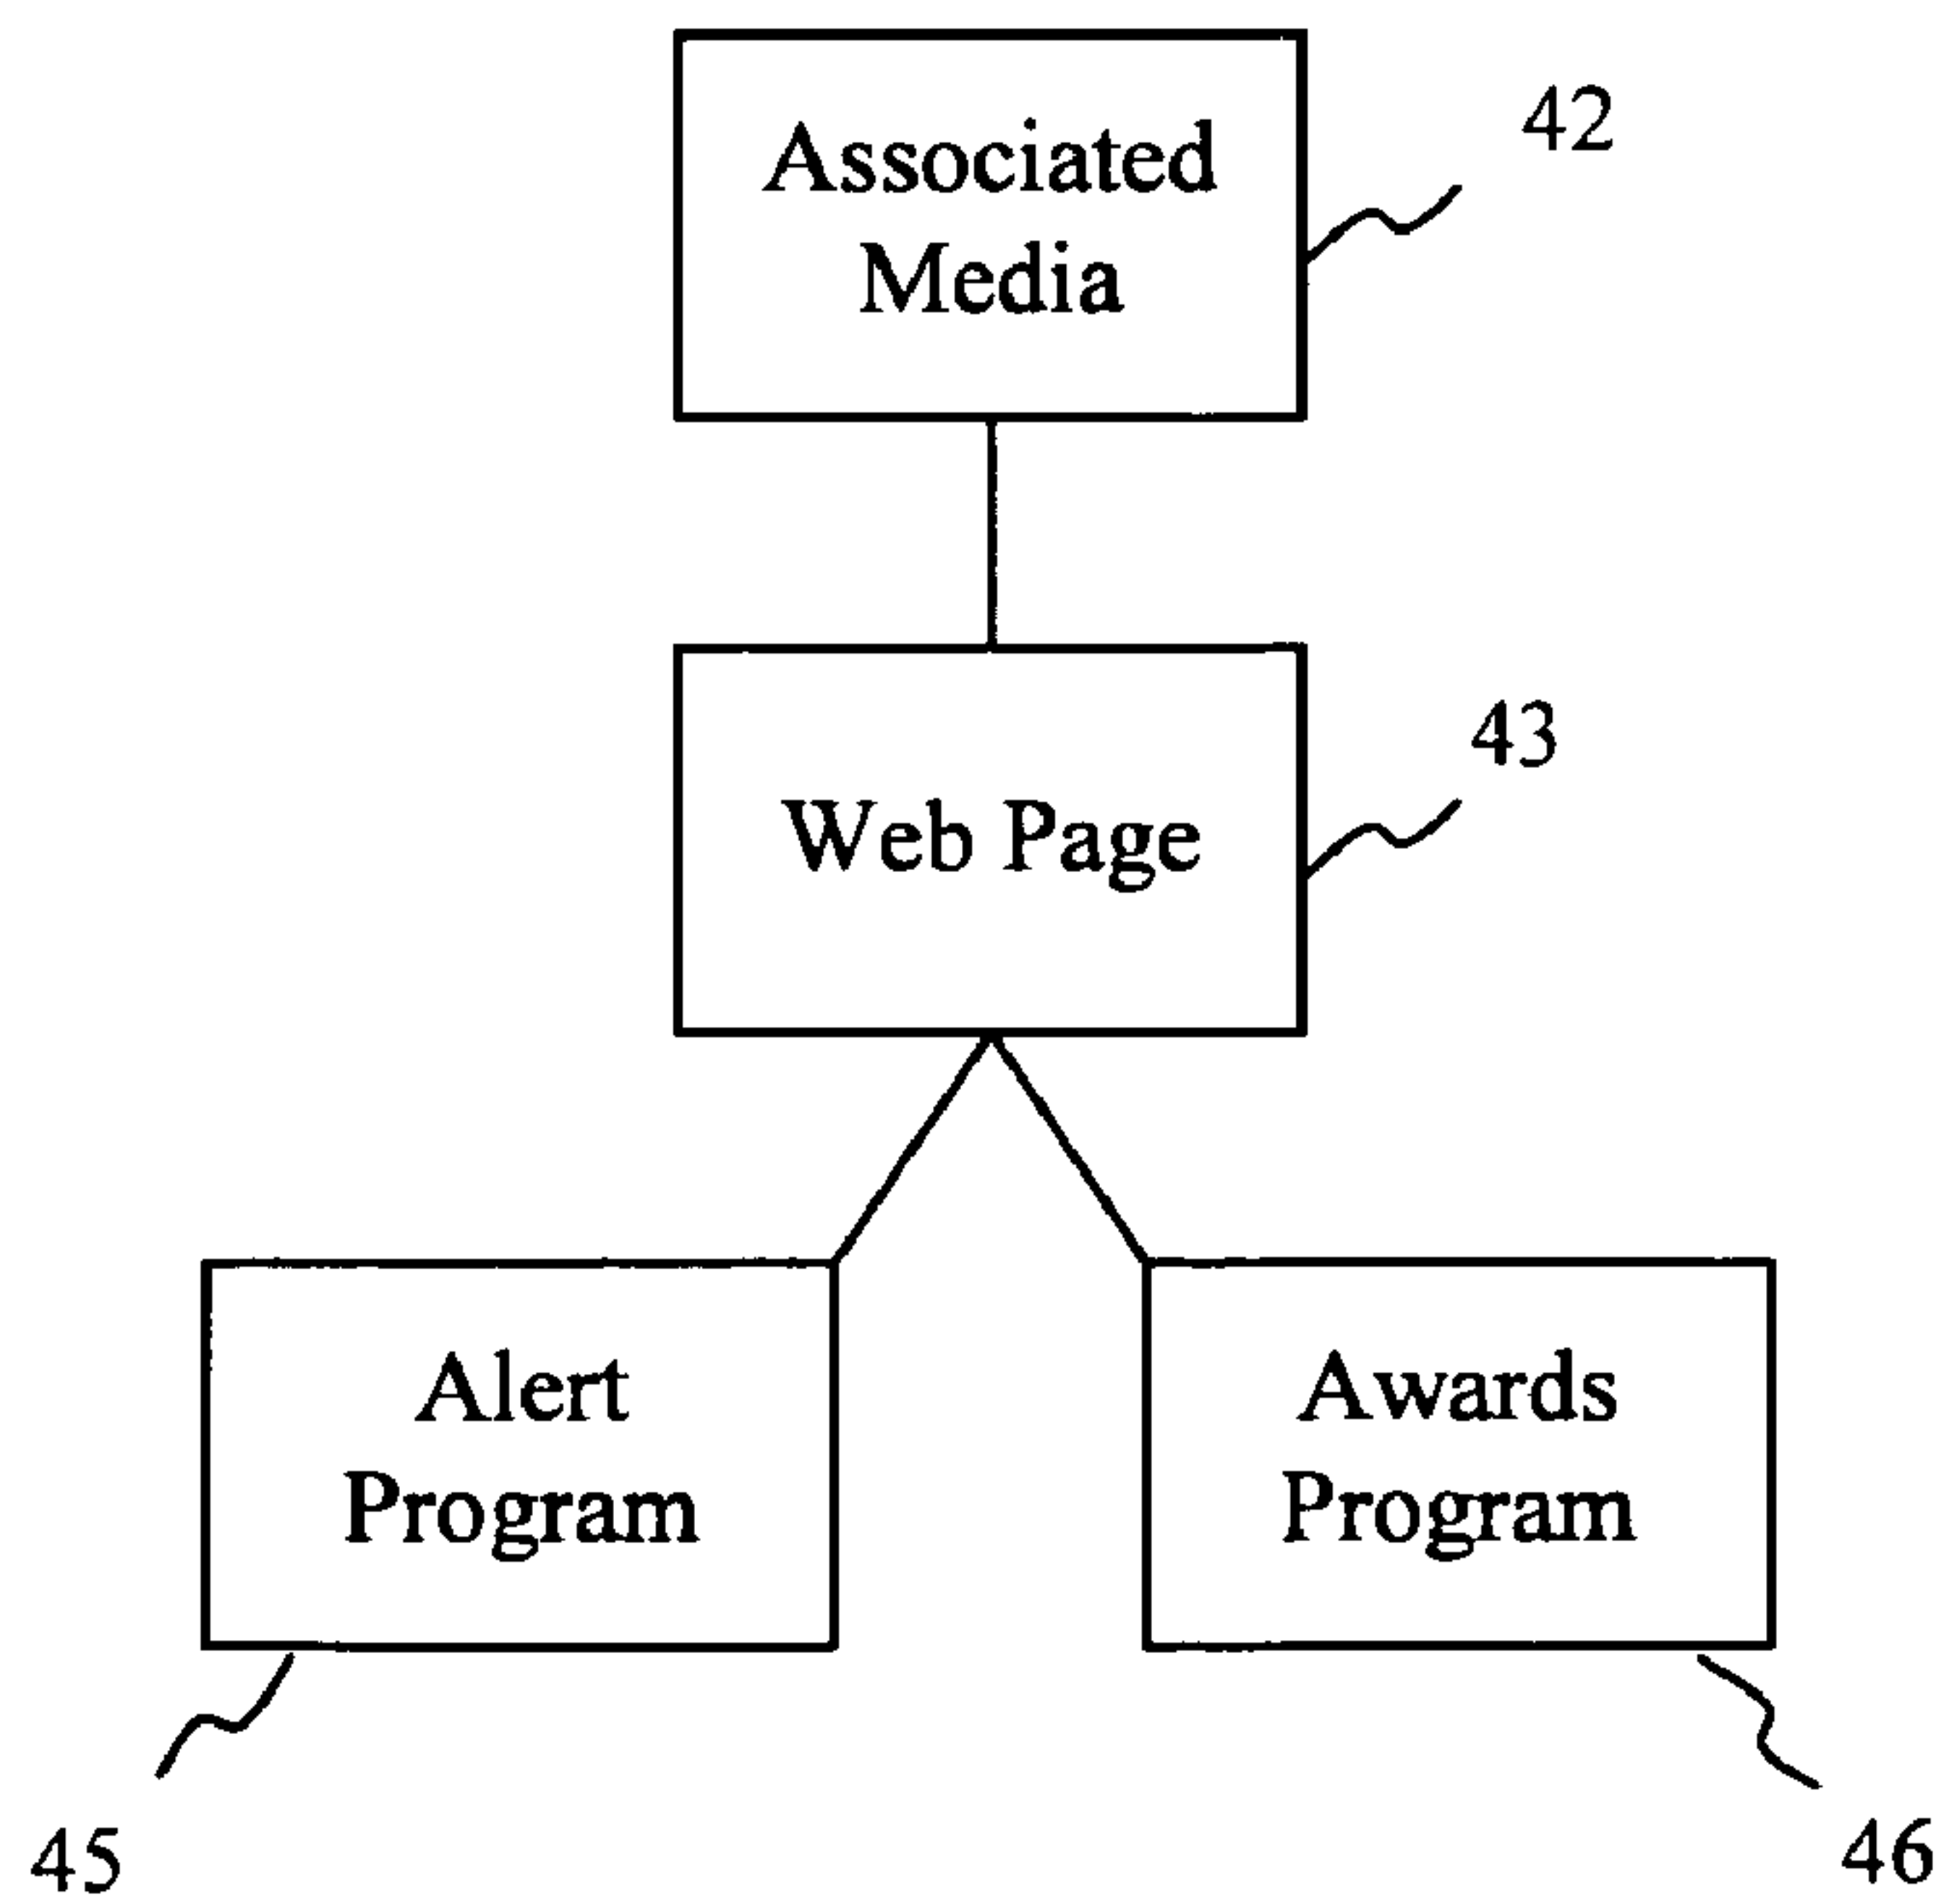 Associated
Media
42
Web Page
43
Alert
Program
Awards
Program
45
46